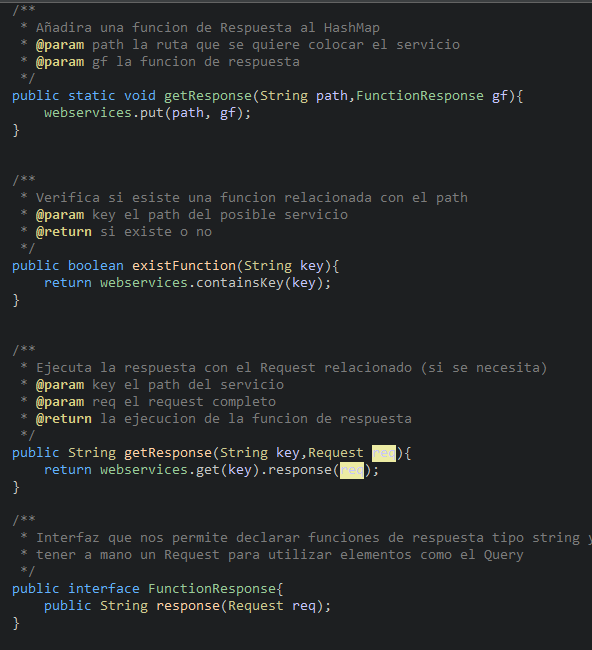 /**
 * Añadira una funcion de Respuesta al HashMap
 * @param path la ruta que se quiere colocar el servicio
 * @param gf la funcion de respuesta
 */
public static void getResponse(String path,FunctionResponse gf){
    webservices.put(path, gf);
}
/**
 * Verifica si esiste una funcion relacionada con el path
 * @param key el path del posible servicio
 * @return si existe o no
 */
public boolean existFunction(String key){
    return webservices.containsKey(key);
}
/**
 * Ejecuta la respuesta con el Request relacionado (si se necesita)
 * @param key el path del servicio
 * @param req el request completo
 * @return la ejecucion de la funcion de respuesta
 */
public String getResponse(String key,Request req){
    return webservices.get(key).response(req);
}
/**
 * Interfaz que nos permite declarar funciones de respuesta tipo string y
 * tener a mano un Request para utilizar elementos como el Query
 */
public interface FunctionResponse{
    public String response(Request req);
}